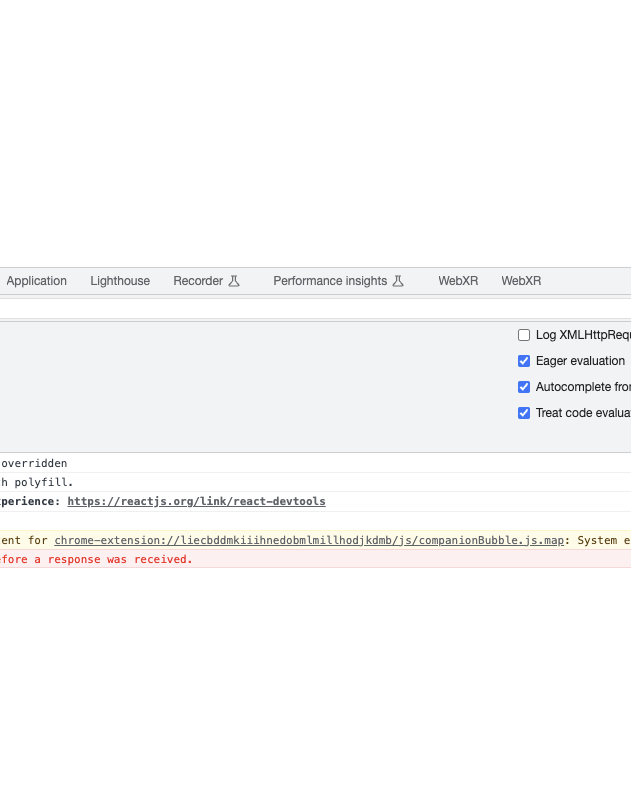 Application Lighthouse Recorder Performance insights WebXR WebXR
Log XMLHttpRequ
Eager evaluation
Autocomplete fro
Treat code evalua
overridden
h polyfill.
perience: https://reactjs.org/link/react-devtools
ent for chrome-extension://liecbddmkiiihnedobmlmillhodjkdmb/js/companionBubble.js.map: System e
fore a response was received.